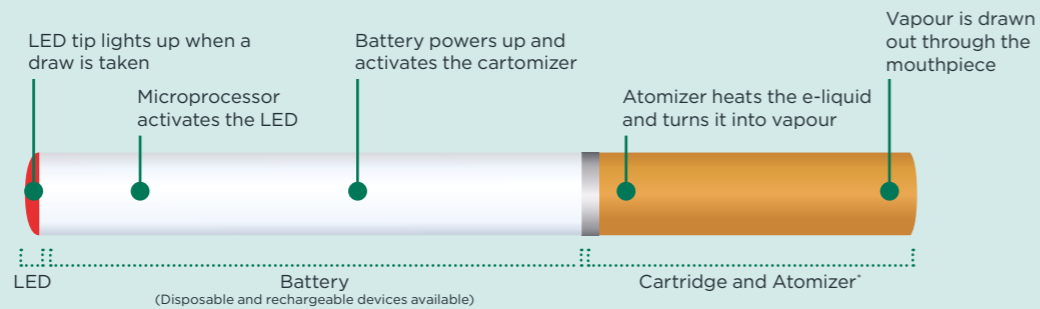 LED tip lights up when a
draw is taken
Microprocessor
activates the LED
Battery powers up and
activates the cartomizer
Atomizer heats the e-liquid
and turns it into vapour
Vapour is drawn
out through the
mouthpiece
LED
Battery
(Disposable and rechargeable devices available)
Cartridge and Atomizer*